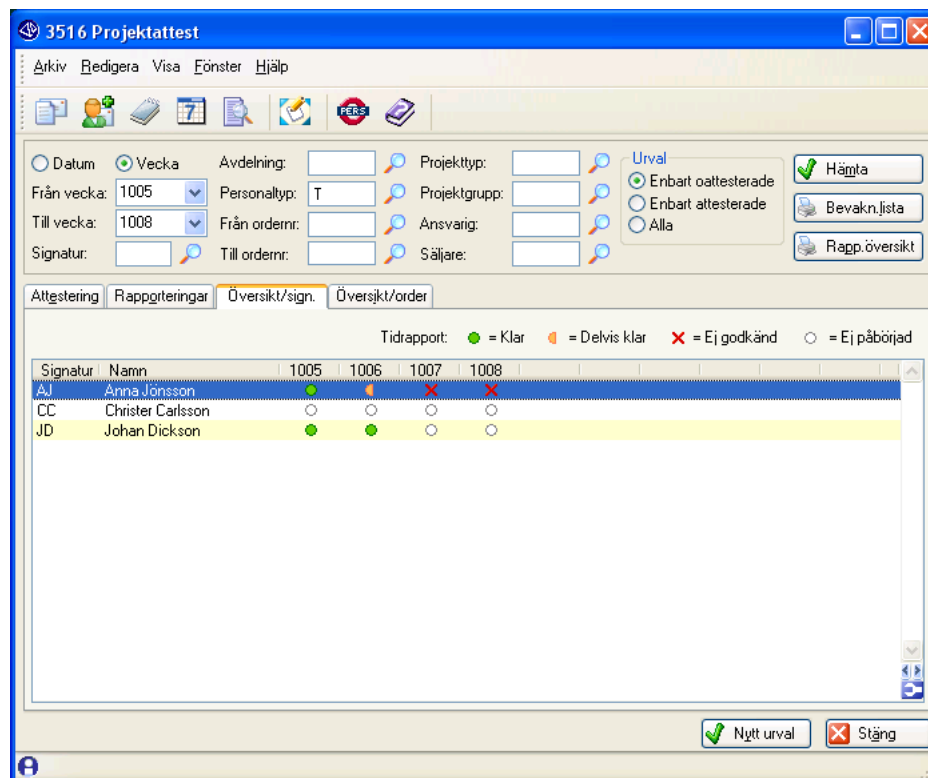 3516 Projektattest
Arkiv Redigera Visa Fönster Hjälp
7 PERS
Datum Vecka Avdelning: Projekttyp: Urval
Från vecka: 1005 Personaltyp: T Projektgrupp: Enbart oattesterade Hämta
Till vecka: 1008 Från ordernr: Ansvarig: Enbart attesterade Bevakn.lista
Signatur: Till ordernr: Säljare: Alla Rapp.översikt
Attestering Rapporteringar Översikt/sign. Översikt/order
Tidrapport: = Klar = Delvis klar = Ej godkänd = Ej påbörjad
Signatur Namn 1005 1006 1007 1008
AJ Anna Jönsson
CC Christer Carlsson
JD Johan Dickson
Nytt urval Stäng